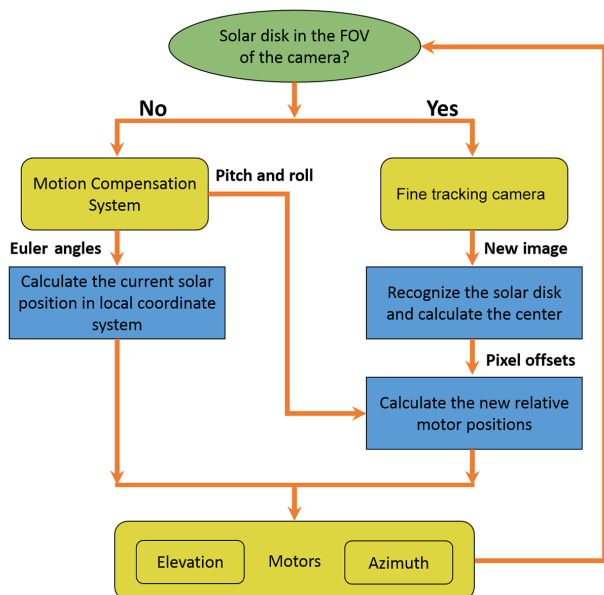 Solar disk in the FOV
of the camera?
No
Yes
Motion Compensation
System
Pitch and roll
Fine tracking camera
Euler angles
New image
Calculate the current solar
position in local coordinate
system
Recognize the solar disk
and calculate the center
Pixel offsets
Calculate the new relative
motor positions
Elevation
Motors
Azimuth